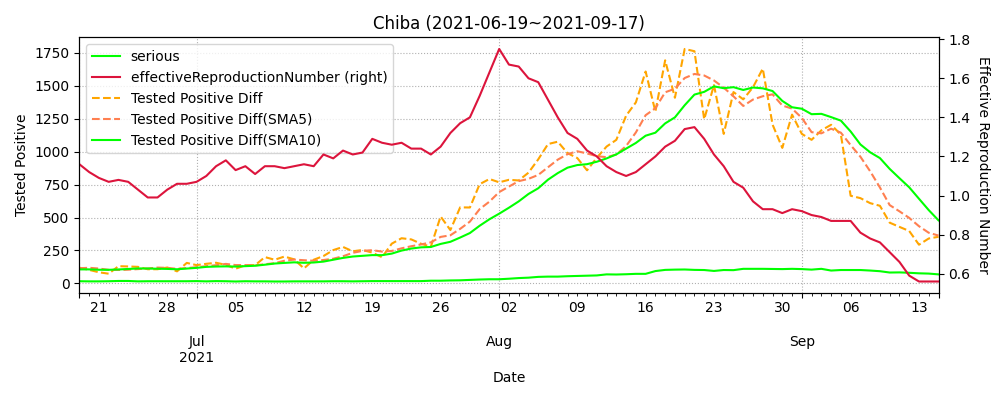 Chiba (2021-06-19~2021-09-17)
serious
effectiveReproductionNumber (right)
Tested Positive Diff
Tested Positive Diff(SMA5)
Tested Positive Diff(SMA10)
Tested Positive
1750
1500
1250
1000
750
500
250
0
1.8
1.6
1.4
1.2
1.0
0.8
0.6
Effective Reproduction Number
21 28 05 12 19 26 02 09 16 23 30 06 13
Jul Aug Sep
2021
Date